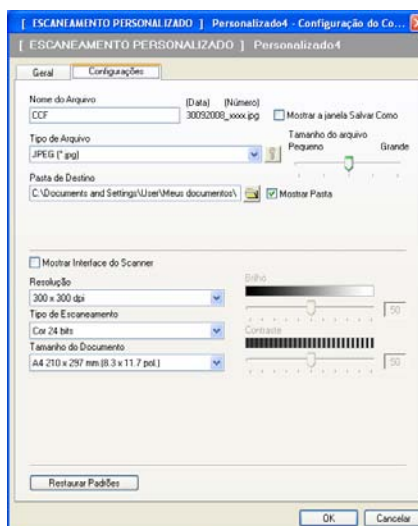 [ ESCANEAMENTO PERSONALIZADO ] Personalizado4 - Configuração do Co...
[ ESCANEAMENTO PERSONALIZADO ] Personalizado4
Geral Configurações
Nome do Arquivo (Data) (Número)
CCF 30092008_xxxx.jpg Mostrar a janela Salvar Como
Tipo de Arquivo Tamanho do arquivo
Pequeno Grande
JPEG (*.jpg)
Pasta de Destino
C:\Documents and Settings\User\Meus documentos\ Mostrar Pasta
Mostrar Interface do Scanner
Resolução Brilho
300 x 300 dpi 50
Tipo de Escaneamento
Cor 24 bits Contraste
Tamanho do Documento
A4 210 x 297 mm (8.3 x 11.7 pol.) 50
Restaurar Padrões
OK Cancelar